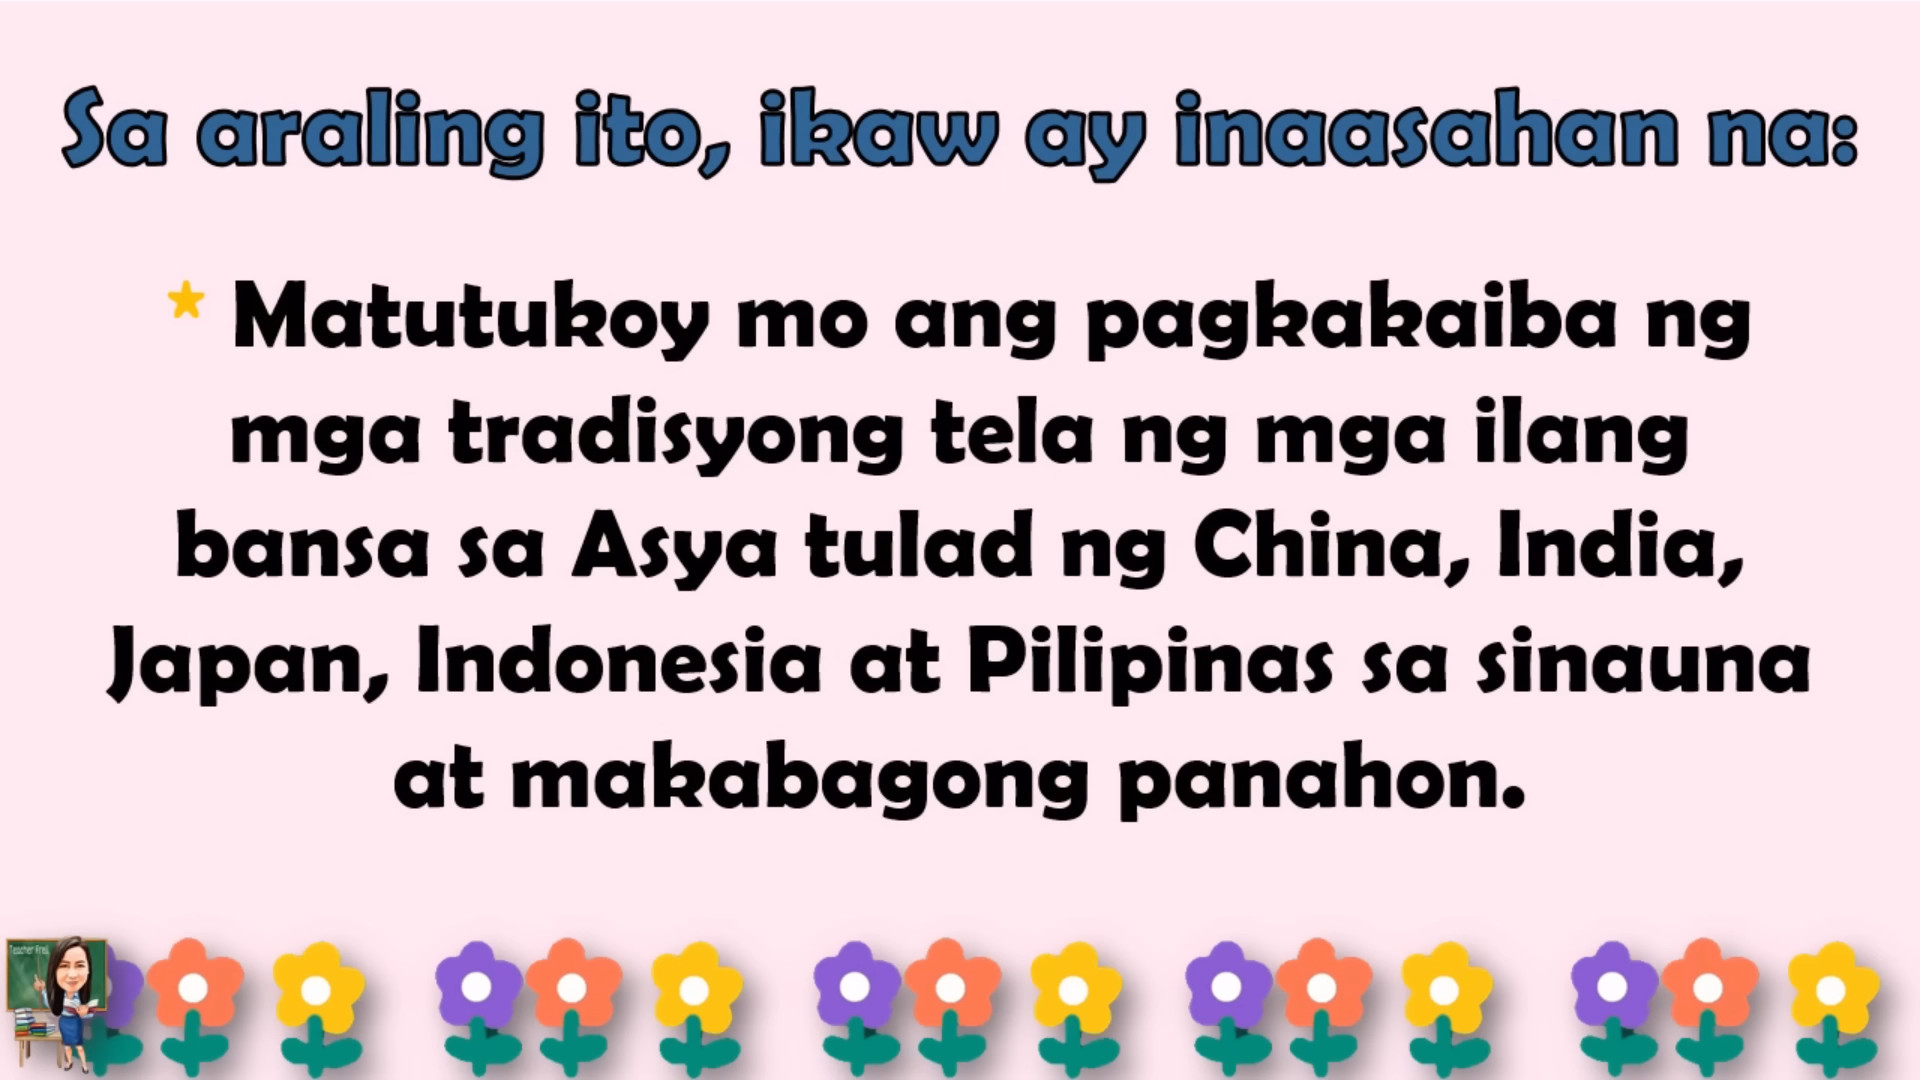 Sa araling ito, ikaw ay inaasahan na:
* Matutukoy mo ang pagkakaiba ng
mga tradisyong tela ng mga ilang
bansa sa Asya tulad ng China, India,
Japan, Indonesia at Pilipinas sa sinauna
at makabagong panahon.